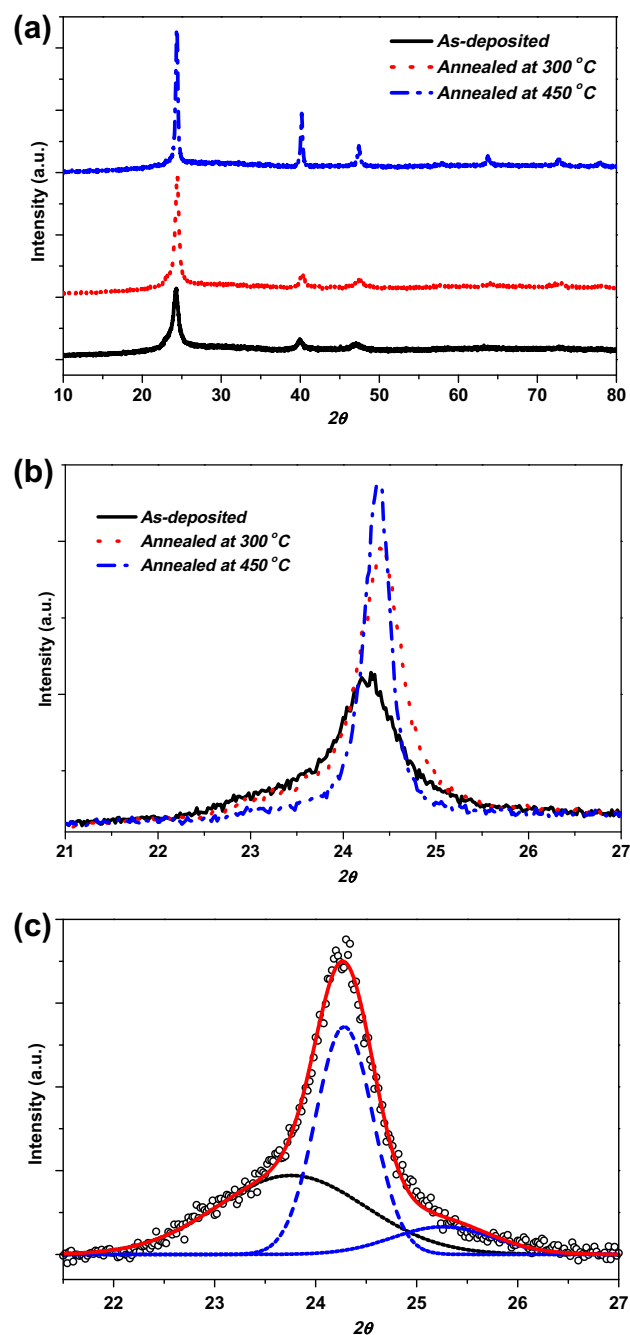 (a)
As-deposited
Annealed at 300°C
Annealed at 450°C
Intensity (a.u.)
10 20 30 40 50 60 70 80
2θ
(b)
As-deposited
Annealed at 300°C
Annealed at 450°C
Intensity (a.u.)
21 22 23 24 25 26 27
2θ
(c)
Intensity (a.u.)
22 23 24 25 26 27
2θ